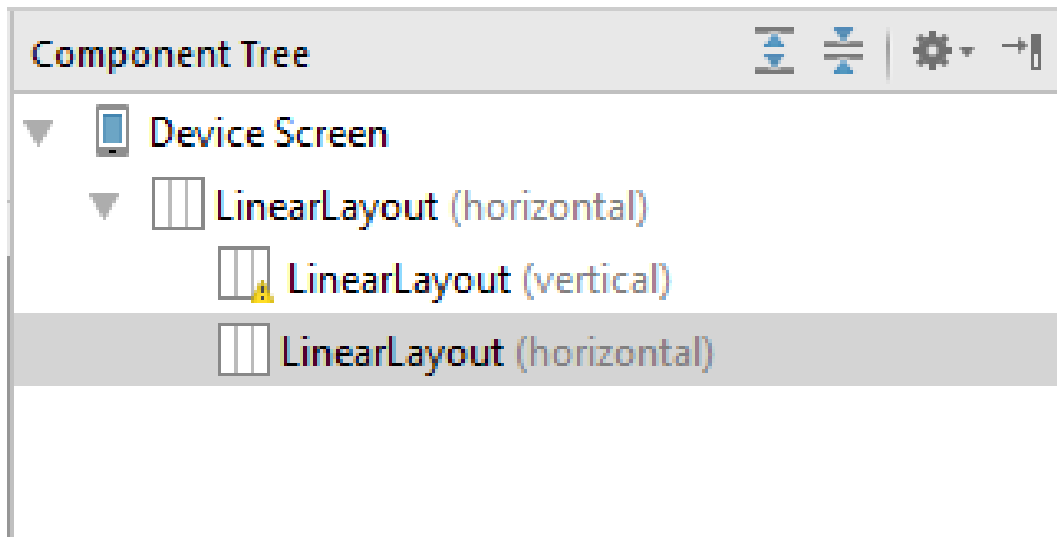 Component Tree
Device Screen
LinearLayout (horizontal)
LinearLayout (vertical)
LinearLayout (horizontal)